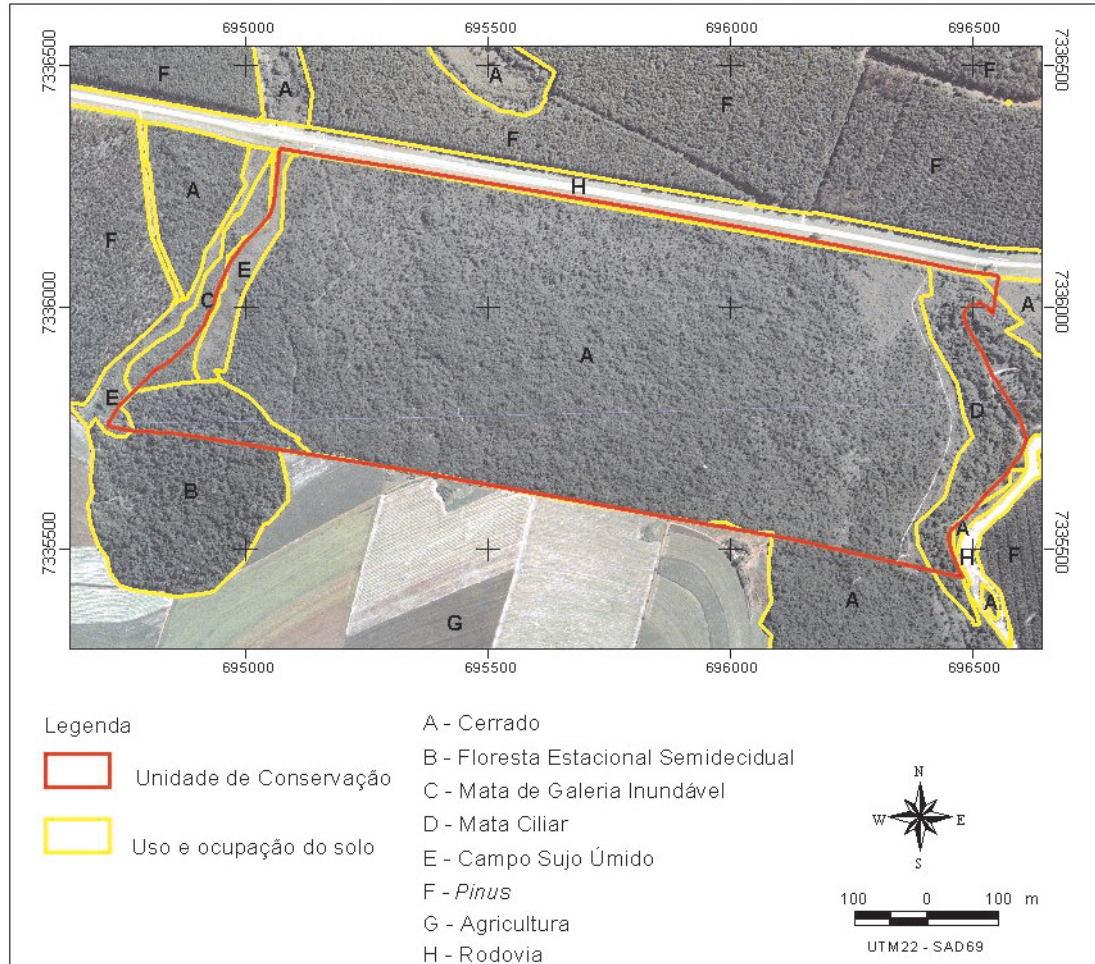 695000 695500 696000 696500
7336500 7336500
F A A F F
F
H F
A
F
E
C
7336000 7336000
A
A
E
D
B
A
7335500 7335500
H F
A A
G
695000 695500 696000 696500
Legenda
Unidade de Conservação
Uso e ocupação do solo
A - Cerrado
B - Floresta Estacional Semidecidual
C - Mata de Galeria Inundável
D - Mata Ciliar
E - Campo Sujo Úmido
F - Pinus
G - Agricultura
H - Rodovia
N
W E
S
100 0 100 m
UTM22 - SAD69